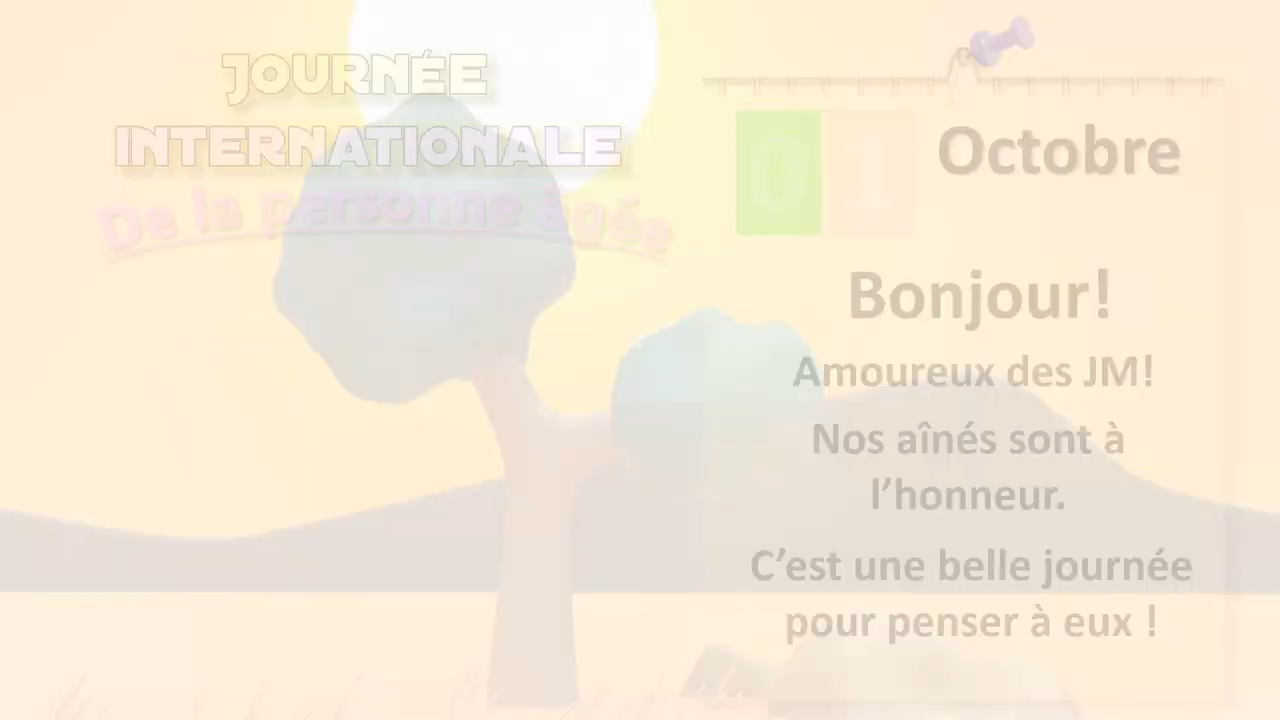 JOURNÉE
INTERNATIONALE
De la personne âgée
01 Octobre
Bonjour!
Amoureux des JM!
Nos aînés sont à
l’honneur.
C’est une belle journée
pour penser à eux !